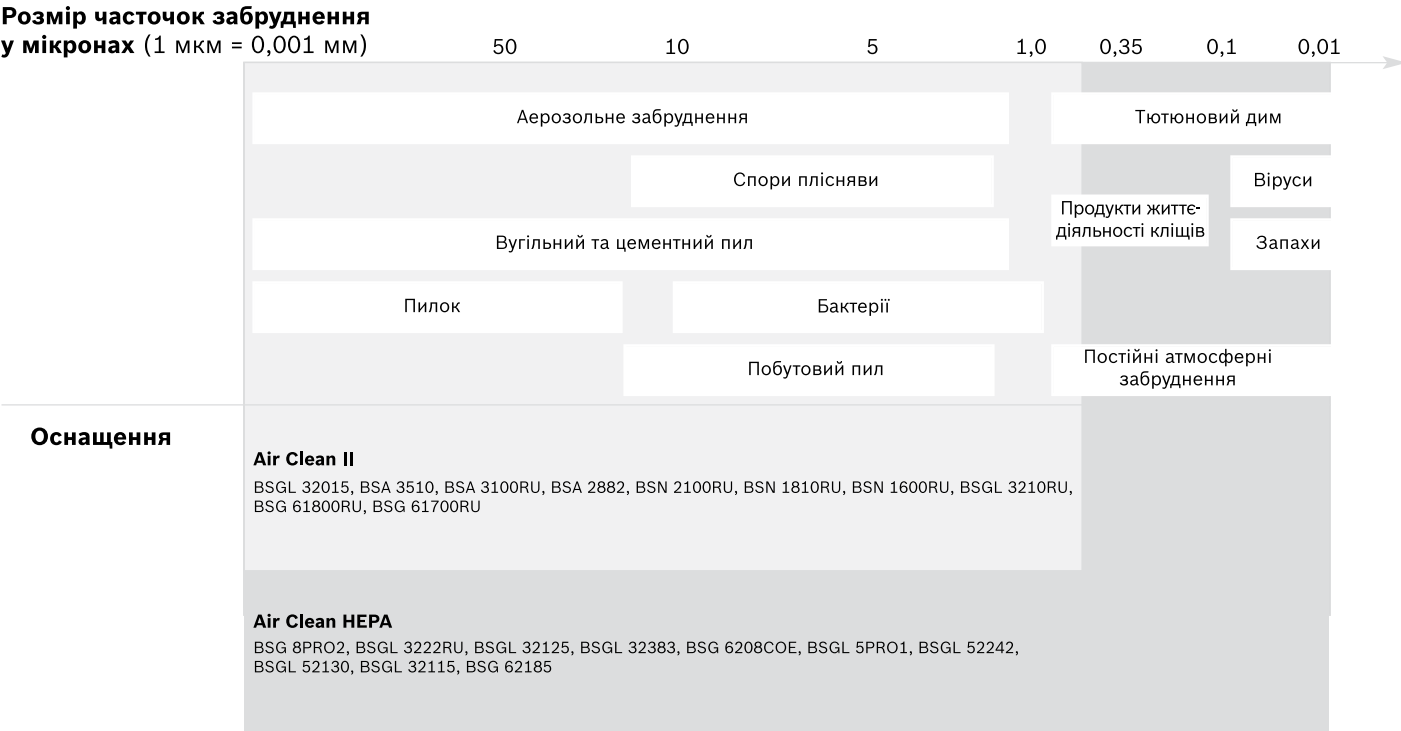 Розмір часточок забруднення
у мікронах (1 мкм = 0,001 мм)
50 10 5 1,0 0,35 0,1 0,01
Аерозольне забруднення
Тютюновий дим
Спори плісняви
Віруси
Продукти життє-
діяльності кліщів
Вугільний та цементний пил
Запахи
Пилок
Бактерії
Побутовий пил
Постійні атмосферні
забруднення
Оснащення
Air Clean II
BSGL 32015, BSA 3510, BSA 3100RU, BSA 2882, BSN 2100RU, BSN 1810RU, BSN 1600RU, BSGL 3210RU,
BSG 61800RU, BSG 61700RU
Air Clean HEPA
BSG 8PRO2, BSGL 3222RU, BSGL 32125, BSGL 32383, BSG 6208COE, BSGL 5PRO1, BSGL 52242,
BSGL 52130, BSGL 32115, BSG 62185